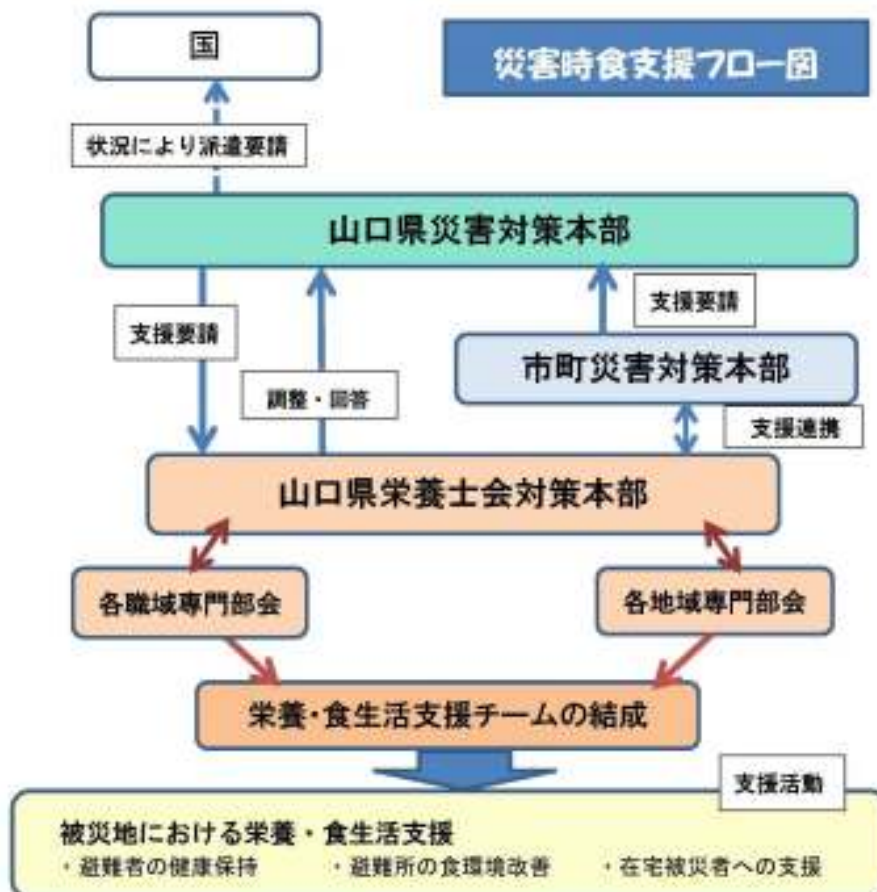 国
災害時食支援フロー図
状況により派遣要請
山口県災害対策本部
支援要請
調整・回答
支援要請
市町災害対策本部
支援連携
山口県栄養士会対策本部
各職域専門部会
各地域専門部会
栄養・食生活支援チームの結成
支援活動
被災地における栄養・食生活支援
・避難者の健康保持 ・避難所の食環境改善 ・在宅被災者への支援